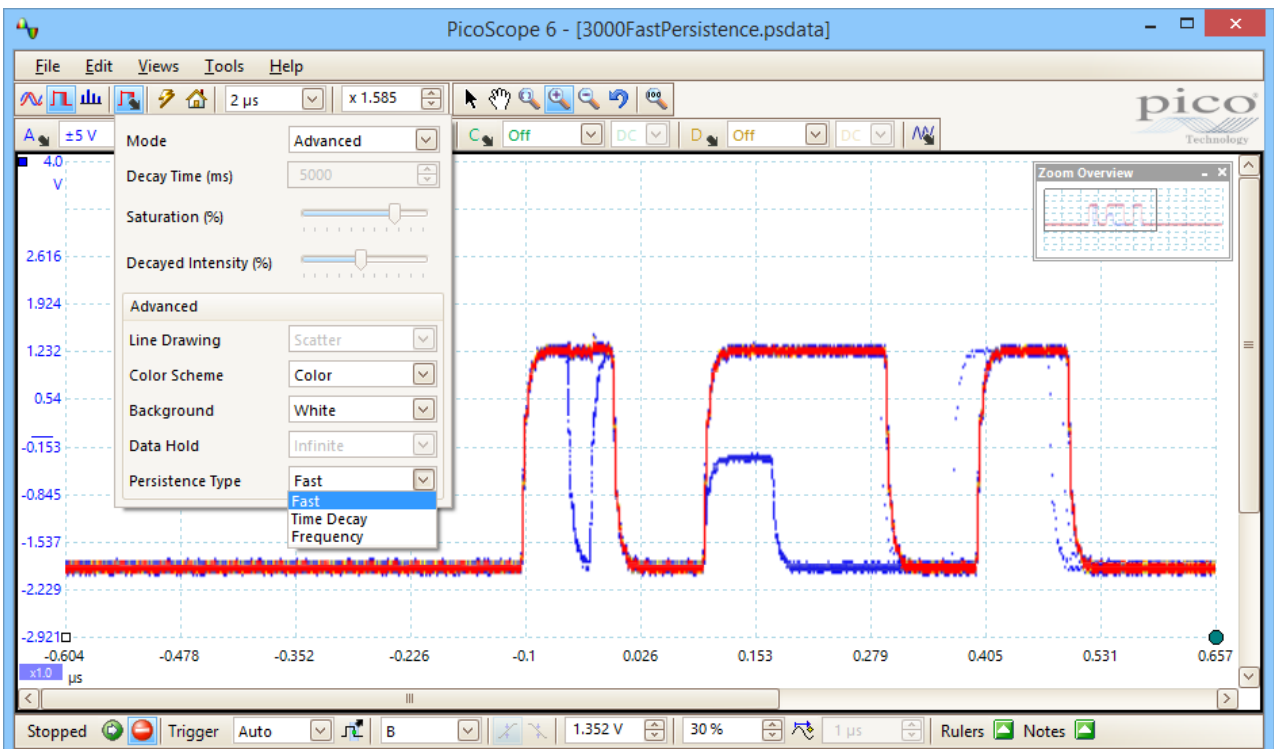 PicoScope 6 - [3000FastPersistence.psdata]
File Edit Views Tools Help
2 µs x 1.585
pico
Technology
A ±5 V C Off DC D Off DC
Mode Advanced
Decay Time (ms) 5000
Saturation (%)
Decayed Intensity (%)
Advanced
Line Drawing Scatter
Color Scheme Color
Background White
Data Hold Infinite
Persistence Type Fast
Fast
Time Decay
Frequency
Zoom Overview
4.0
V
2.616
1.924
1.232
0.54
-0.153
-0.845
-1.537
-2.229
-2.921
-0.604 -0.478 -0.352 -0.226 -0.1 0.026 0.153 0.279 0.405 0.531 0.657
x1.0 µs
Stopped Trigger Auto B 1.352 V 30 % 1 µs Rulers Notes